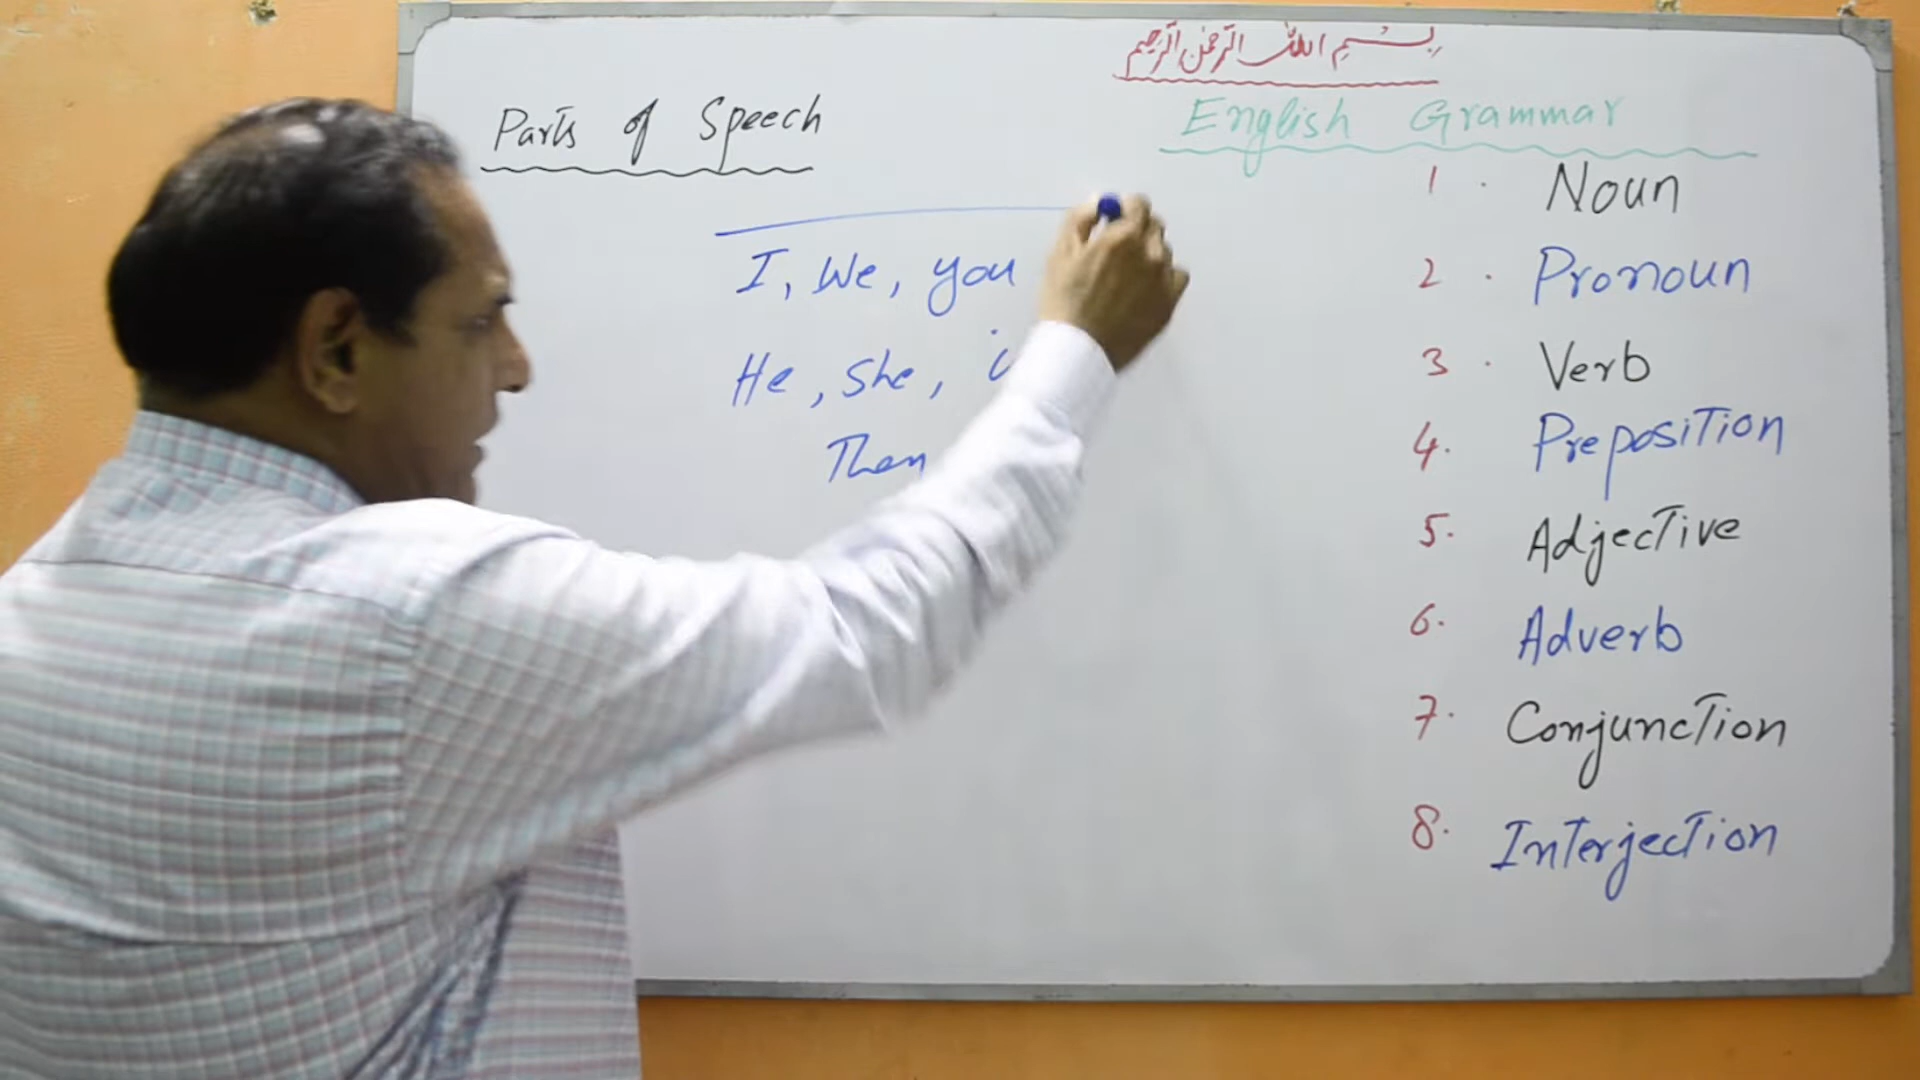 بسم الله الرحمن الرحيم
English Grammar
Parts of Speech
I, We, you
He, She,
1. Noun
2. Pronoun
3. Verb
4. Preposition
5. Adjective
6. Adverb
7. Conjunction
8. Interjection